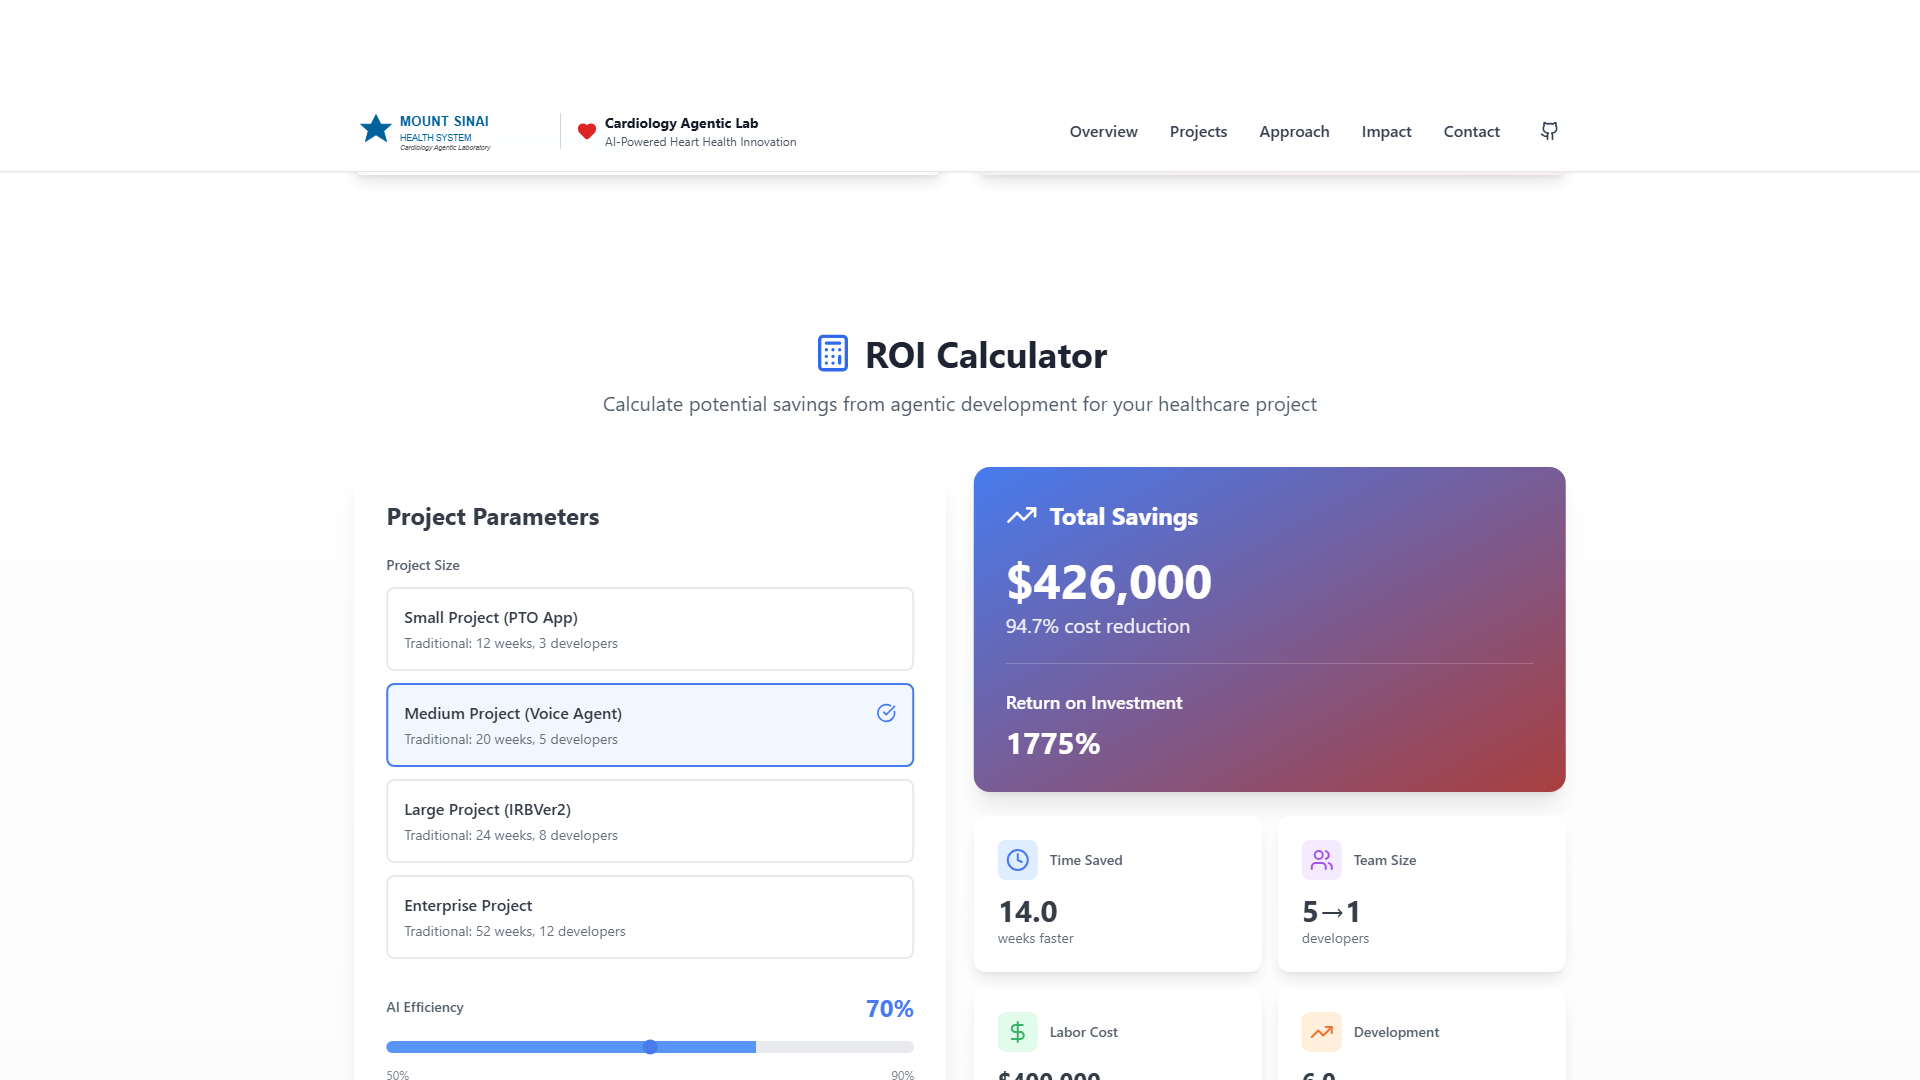 MOUNT SINAI
HEALTH SYSTEM
Cardiology Agentic Laboratory
Cardiology Agentic Lab
AI-Powered Heart Health Innovation
Overview
Projects
Approach
Impact
Contact
ROI Calculator
Calculate potential savings from agentic development for your healthcare project
Project Parameters
Project Size
Small Project (PTO App)
Traditional: 12 weeks, 3 developers
Medium Project (Voice Agent)
Traditional: 20 weeks, 5 developers
Large Project (IRBVer2)
Traditional: 24 weeks, 8 developers
Enterprise Project
Traditional: 52 weeks, 12 developers
AI Efficiency
70%
50%
90%
Total Savings
$426,000
94.7% cost reduction
Return on Investment
1775%
Time Saved
14.0
weeks faster
Team Size
5→1
developers
Labor Cost
$400,000
Development
6.0